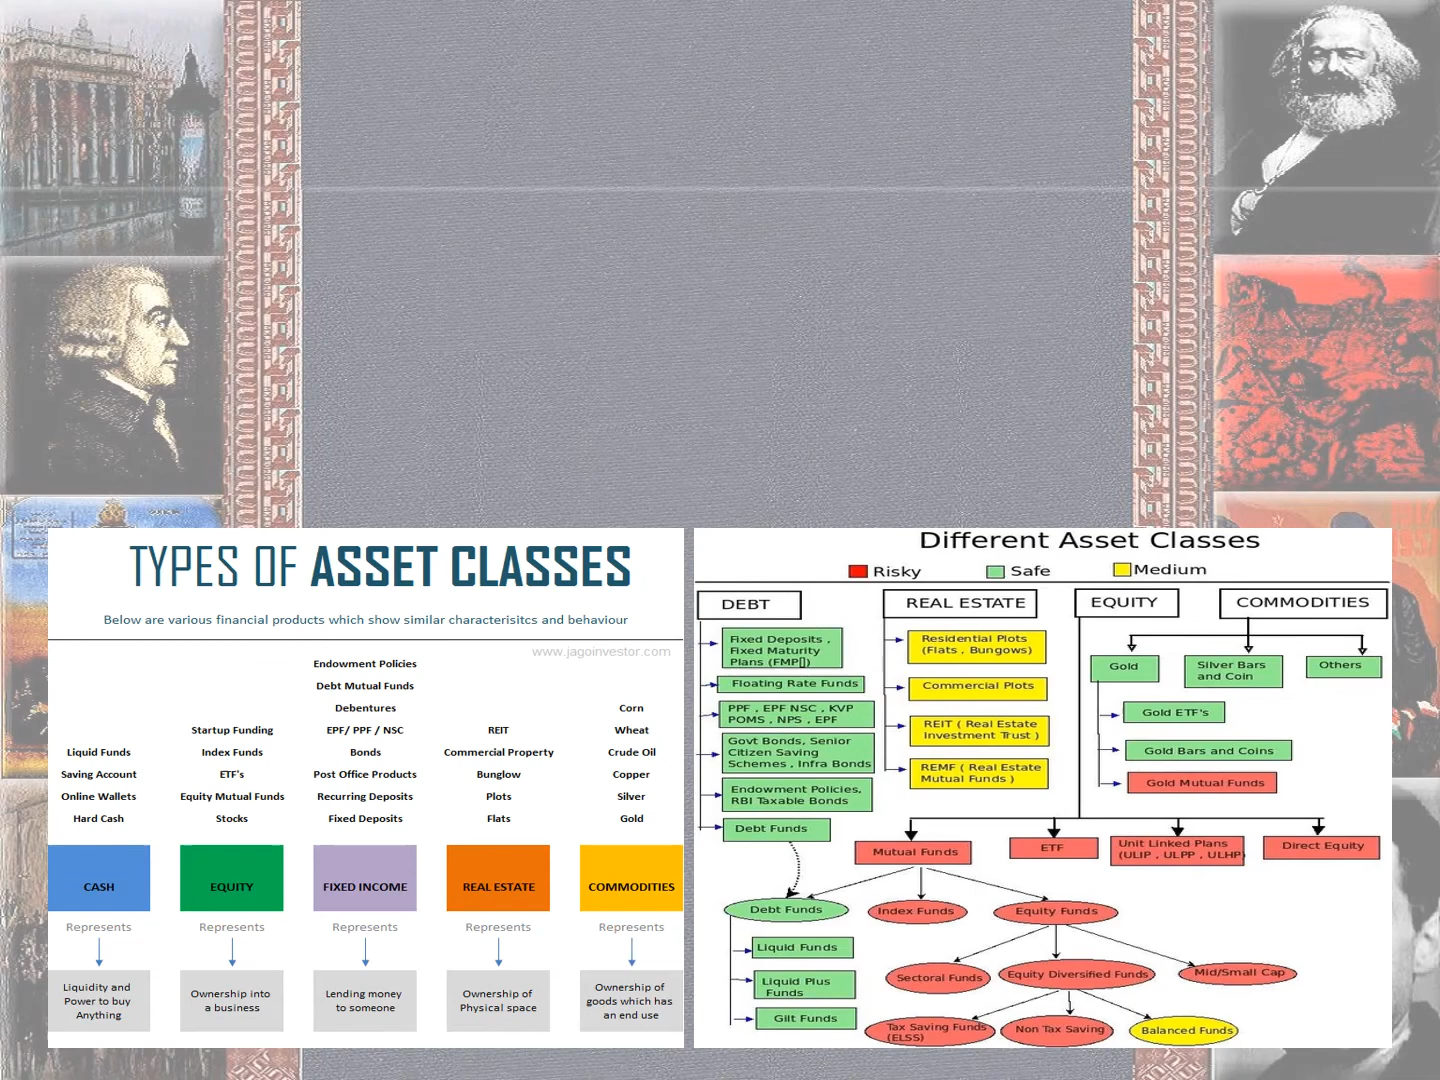 TYPES OF ASSET CLASSES
Below are various financial products which show similar characterisitcs and behaviour
www.jagoinvestor.com
Endowment Policies
Debt Mutual Funds
Debentures
Corn
Startup Funding
EPF/ PPF / NSC
REIT
Wheat
Liquid Funds
Index Funds
Bonds
Commercial Property
Crude Oil
Saving Account
ETF's
Post Office Products
Bunglow
Copper
Online Wallets
Equity Mutual Funds
Recurring Deposits
Plots
Silver
Hard Cash
Stocks
Fixed Deposits
Flats
Gold
CASH
EQUITY
FIXED INCOME
REAL ESTATE
COMMODITIES
Represents
Represents
Represents
Represents
Represents
Liquidity and
Power to buy
Anything
Ownership into
a business
Lending money
to someone
Ownership of
Physical space
Ownership of
goods which has
an end use
Different Asset Classes
Risky
Safe
Medium
DEBT
REAL ESTATE
EQUITY
COMMODITIES
Fixed Deposits ,
Fixed Maturity
Plans (FMP[])
Floating Rate Funds
PPF , EPF NSC , KVP
POMS , NPS , EPF
Govt Bonds, Senior
Citizen Saving
Schemes , Infra Bonds
Endowment Policies,
RBI Taxable Bonds
Debt Funds
Residential Plots
(Flats , Bungows)
Commercial Plots
REIT ( Real Estate
Investment Trust )
REMF ( Real Estate
Mutual Funds )
Gold
Silver Bars
and Coin
Others
Gold ETF's
Gold Bars and Coins
Gold Mutual Funds
Mutual Funds
ETF
Unit Linked Plans
(ULIP , ULPP , ULHP)
Direct Equity
Debt Funds
Index Funds
Equity Funds
Liquid Funds
Liquid Plus
Funds
Gilt Funds
Sectoral Funds
Equity Diversified Funds
Mid/Small Cap
Tax Saving Funds
(ELSS)
Non Tax Saving
Balanced Funds